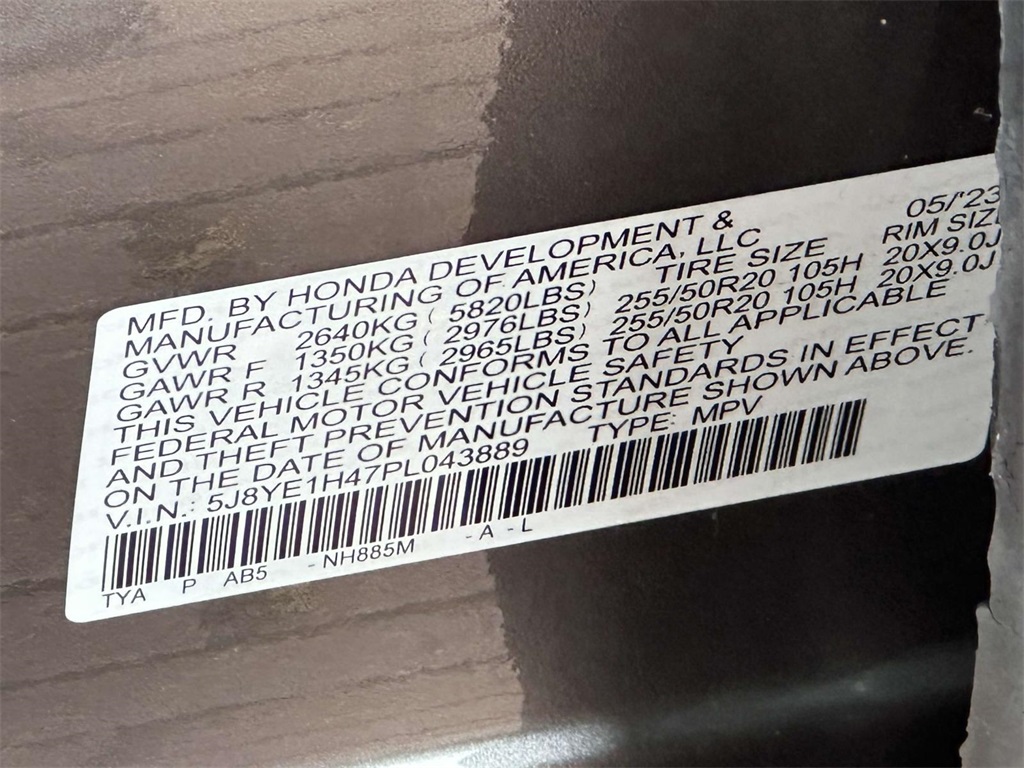 MFD. BY HONDA DEVELOPMENT & 05/'23
MANUFACTURING OF AMERICA, LLC
GVWR 2640KG ( 5820LBS) TIRE SIZE RIM SIZE
GAWR F 1350KG ( 2976LBS) 255/50R20 105H 20X9.0J
GAWR R 1345KG ( 2965LBS) 255/50R20 105H 20X9.0J
THIS VEHICLE CONFORMS TO ALL APPLICABLE
FEDERAL MOTOR VEHICLE SAFETY
AND THEFT PREVENTION STANDARDS IN EFFECT
ON THE DATE OF MANUFACTURE SHOWN ABOVE.
V.I.N.: 5J8YE1H47PL043889 TYPE: MPV
TYA P AB5 - NH885M - A - L